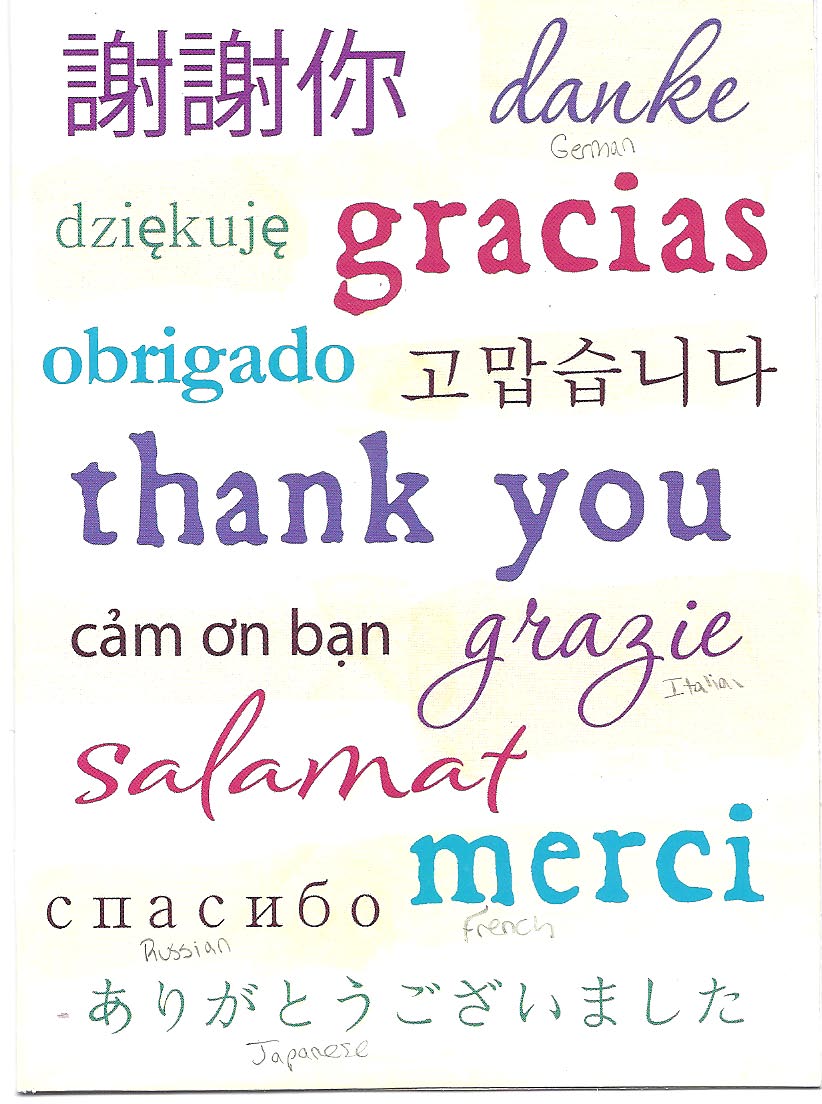 謝謝你 danke
German
dziękuję gracias
obrigado 고맙습니다
thank you
cảm ơn bạn grazie
Italian
salamat
merci
спасибо
French
Russian
ありがとうございました
Japanese